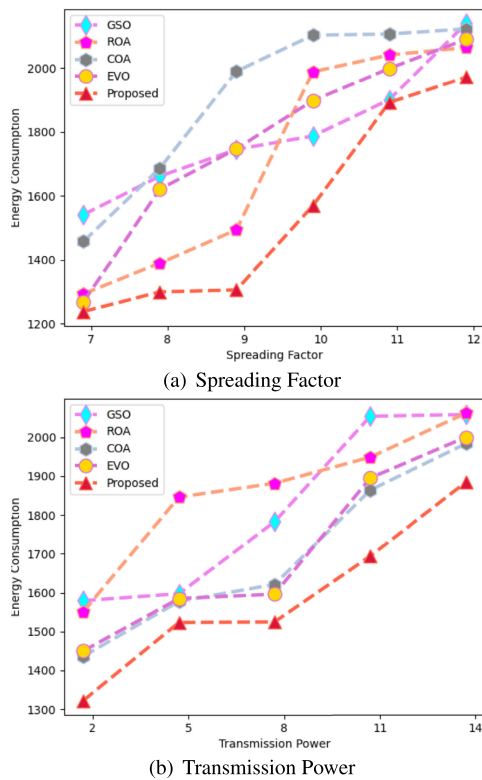 GSO
ROA
COA
EVO
Proposed
2000
1800
1600
1400
1200
Energy Consumption
7 8 9 10 11 12
Spreading Factor
(a) Spreading Factor
GSO
ROA
COA
EVO
Proposed
2000
1900
1800
1700
1600
1500
1400
1300
Energy Consumption
2 5 8 11 14
Transmission Power
(b) Transmission Power